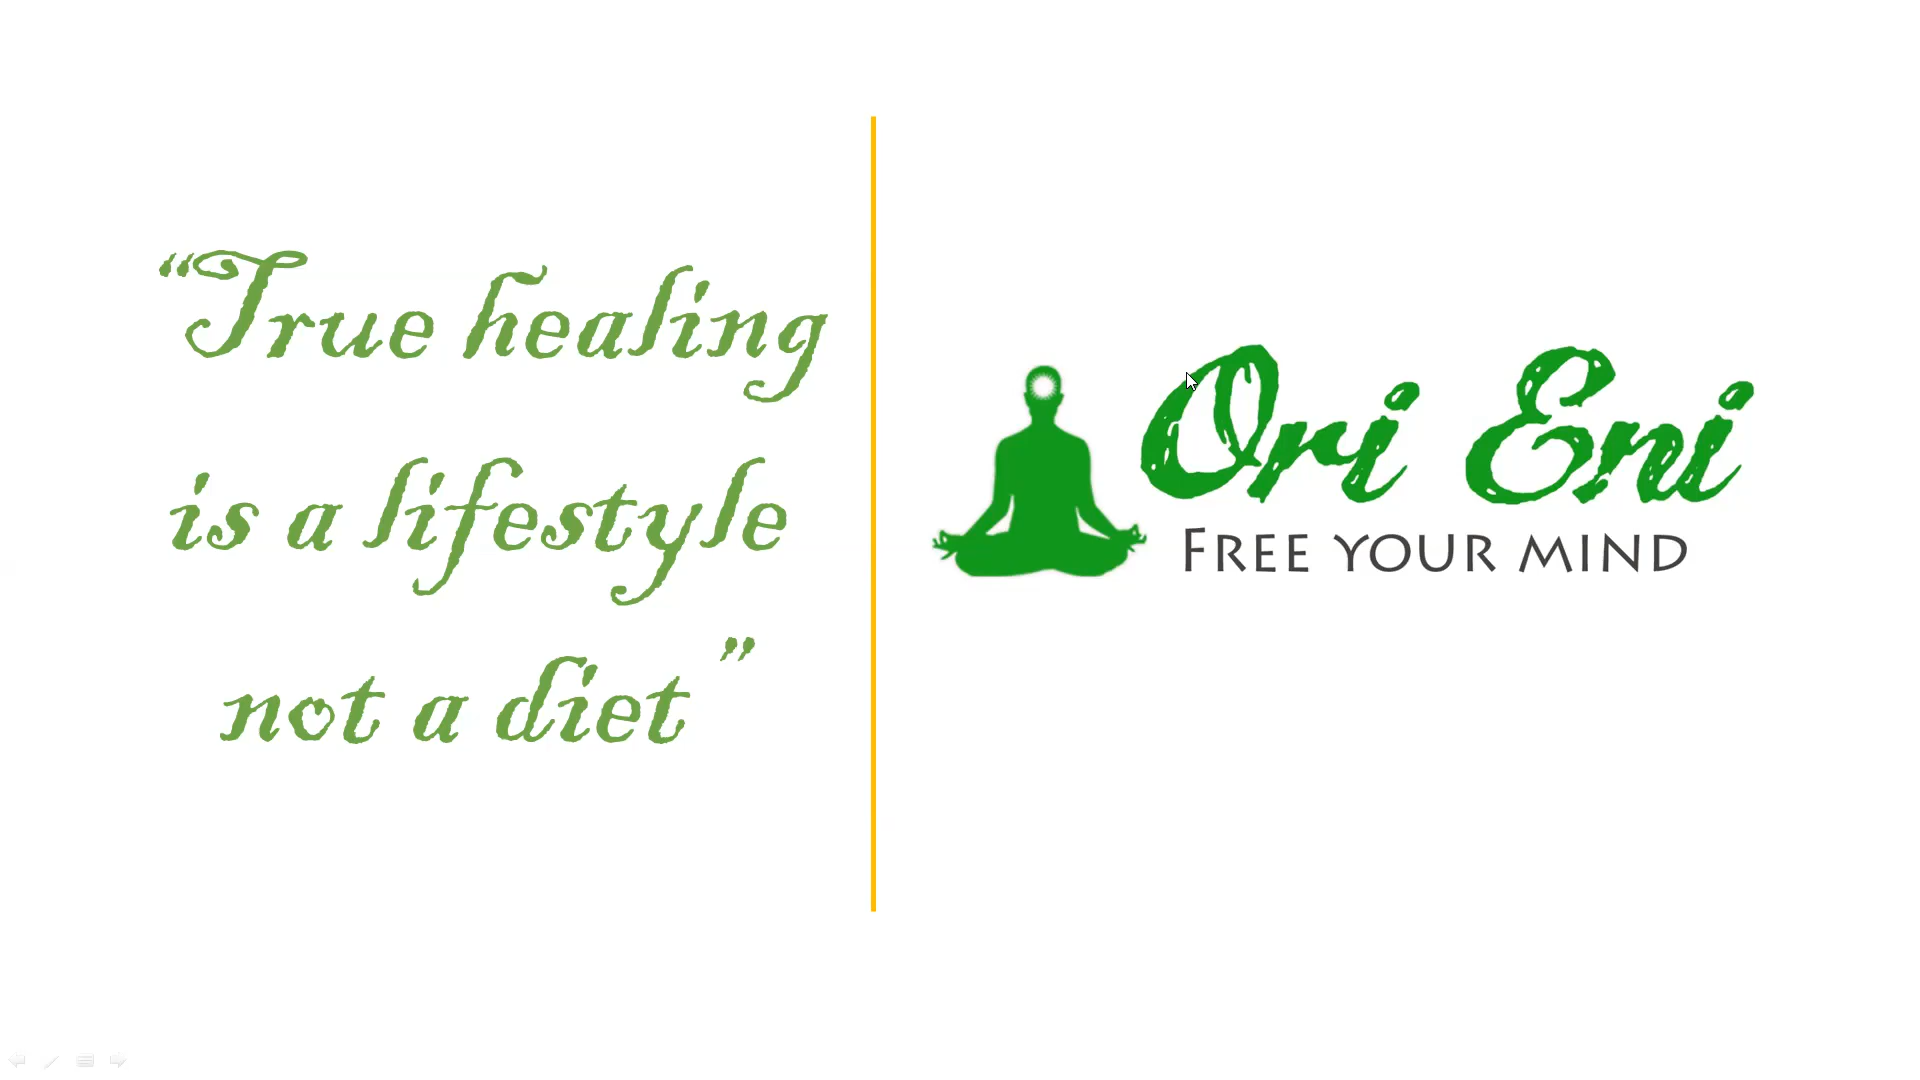 “True healing
is a lifestyle
not a diet”
Ori Eni
FREE YOUR MIND